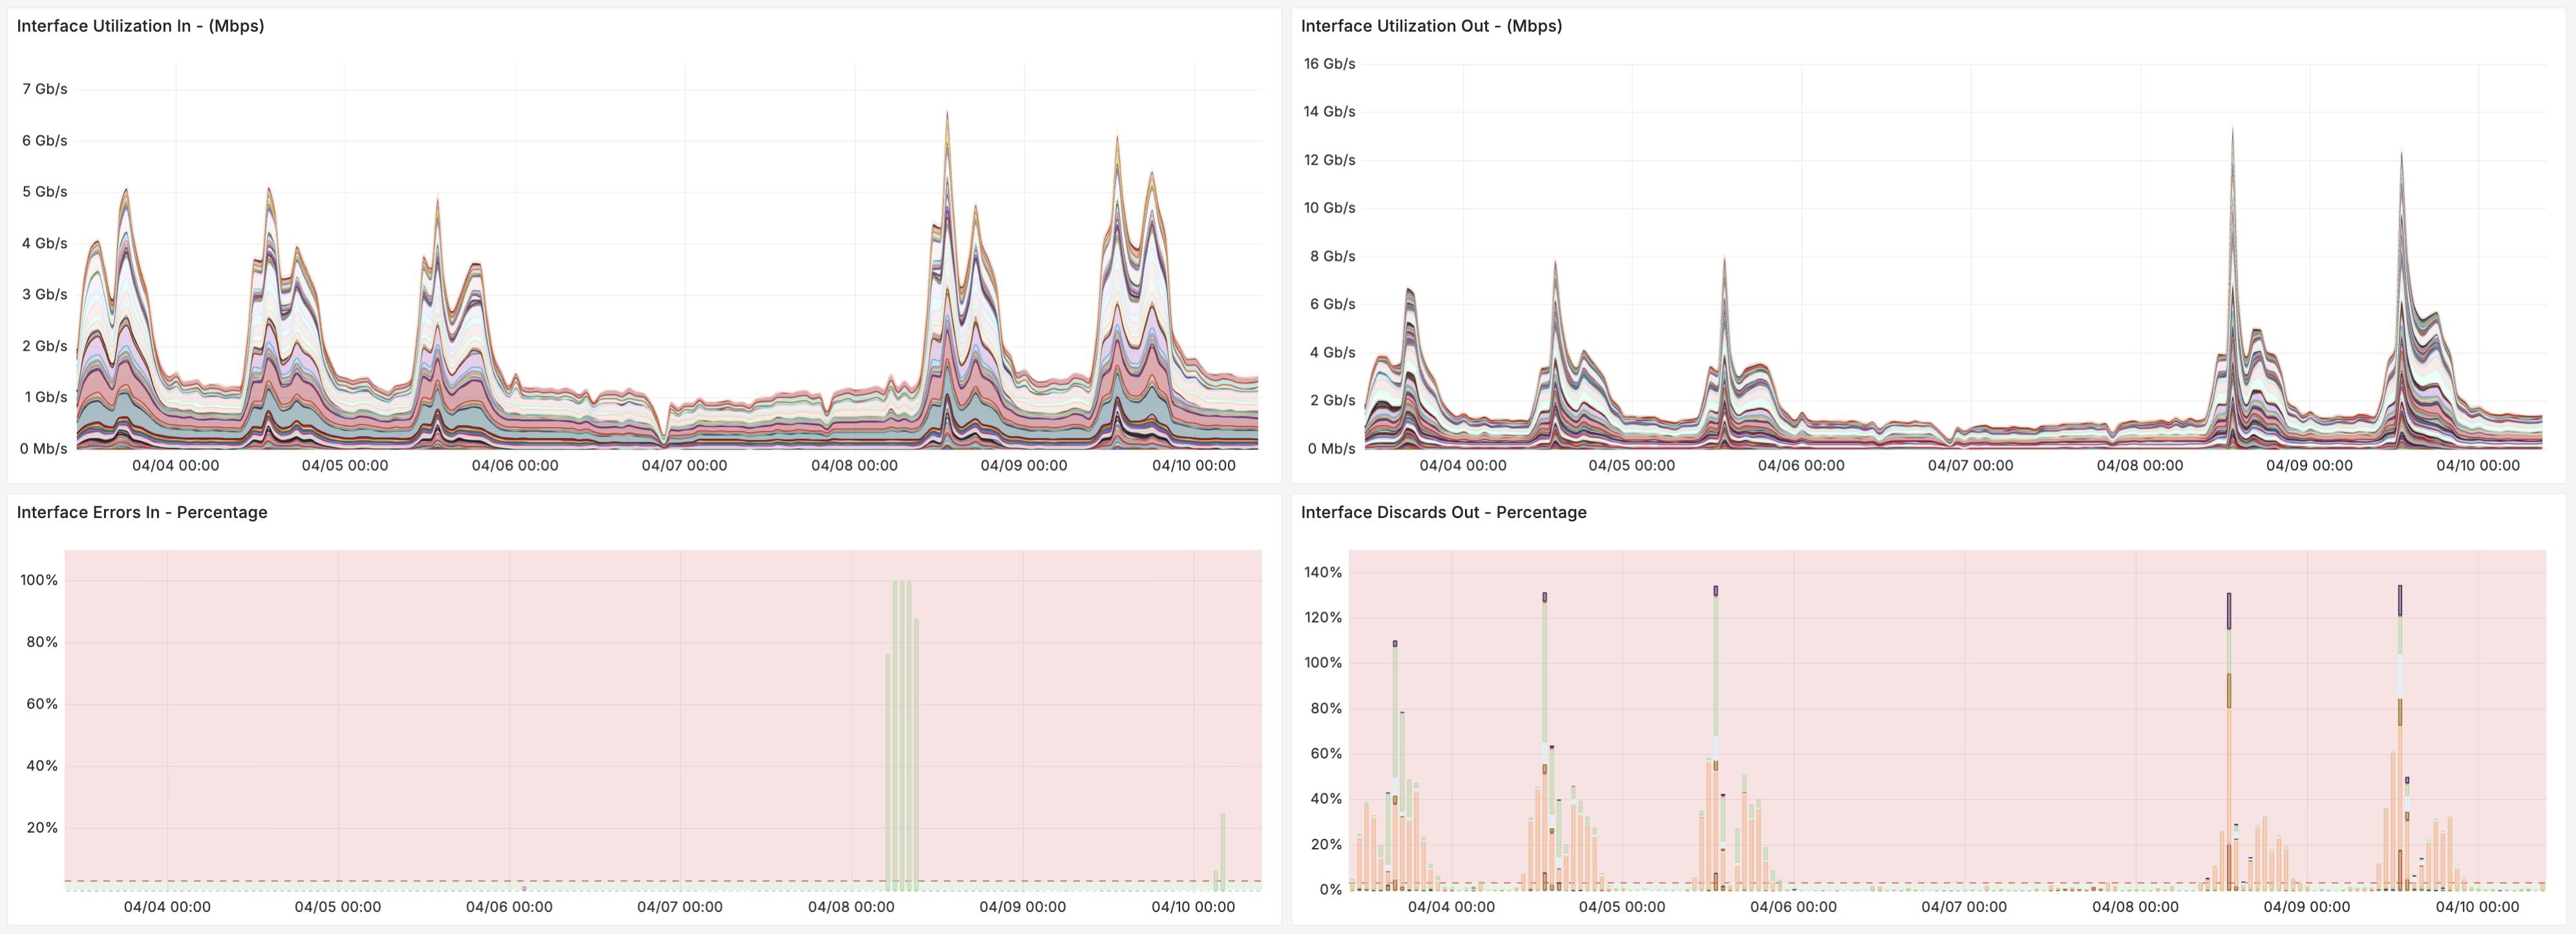 Interface Utilization In - (Mbps)
7 Gb/s
6 Gb/s
5 Gb/s
4 Gb/s
3 Gb/s
2 Gb/s
1 Gb/s
0 Mb/s
04/04 00:00 04/05 00:00 04/06 00:00 04/07 00:00 04/08 00:00 04/09 00:00 04/10 00:00
Interface Utilization Out - (Mbps)
16 Gb/s
14 Gb/s
12 Gb/s
10 Gb/s
8 Gb/s
6 Gb/s
4 Gb/s
2 Gb/s
0 Mb/s
04/04 00:00 04/05 00:00 04/06 00:00 04/07 00:00 04/08 00:00 04/09 00:00 04/10 00:00
Interface Errors In - Percentage
100%
80%
60%
40%
20%
04/04 00:00 04/05 00:00 04/06 00:00 04/07 00:00 04/08 00:00 04/09 00:00 04/10 00:00
Interface Discards Out - Percentage
140%
120%
100%
80%
60%
40%
20%
0%
04/04 00:00 04/05 00:00 04/06 00:00 04/07 00:00 04/08 00:00 04/09 00:00 04/10 00:00